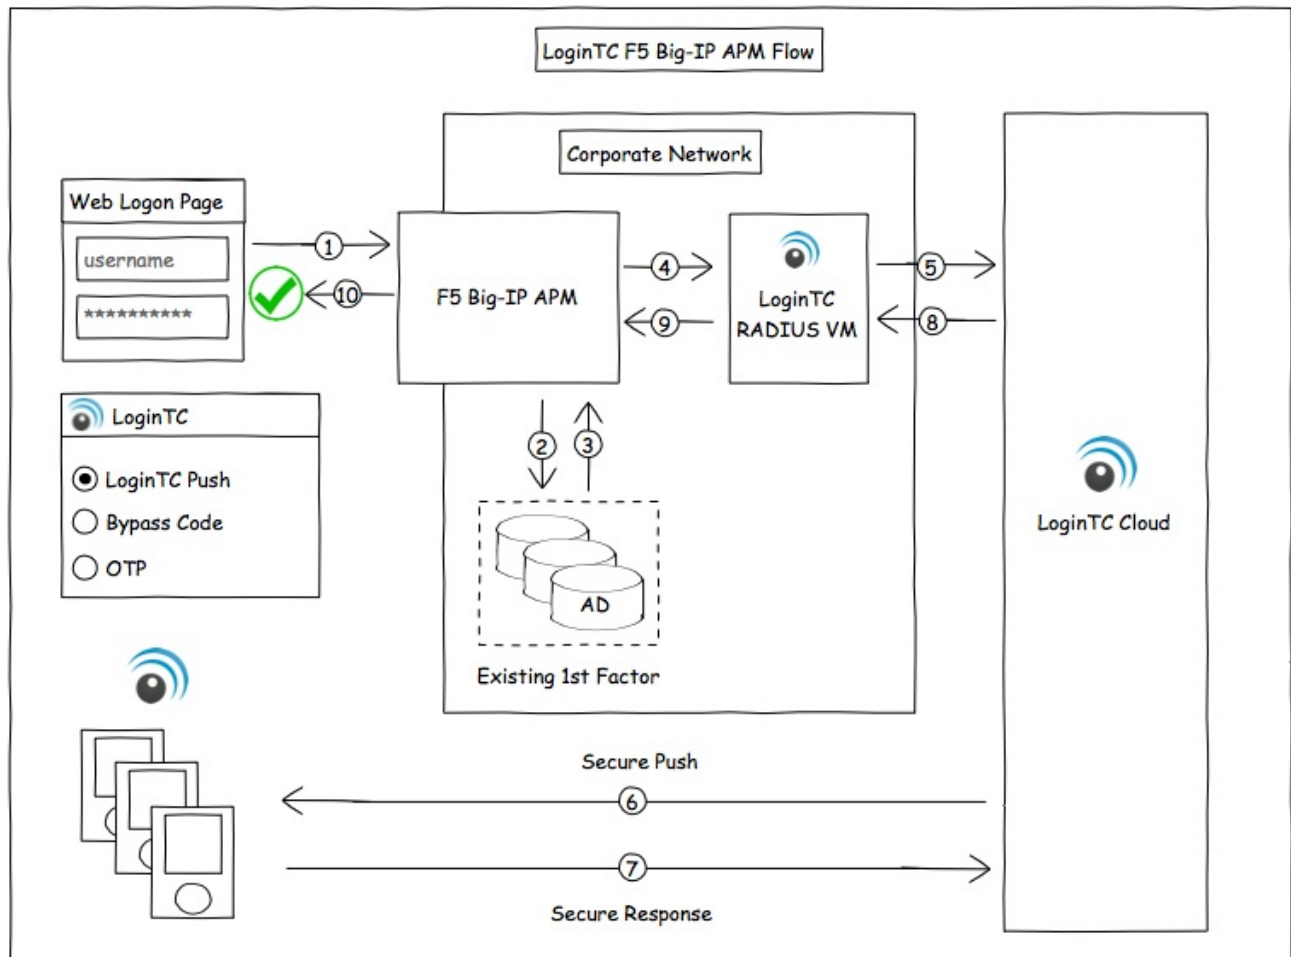 LoginTC F5 Big-IP APM Flow
Corporate Network
Web Logon Page
username
**********
1
10
F5 Big-IP APM
4
9
LoginTC
RADIUS VM
5
8
LoginTC
LoginTC Push
Bypass Code
OTP
2
3
AD
Existing 1st Factor
LoginTC Cloud
Secure Push
6
7
Secure Response